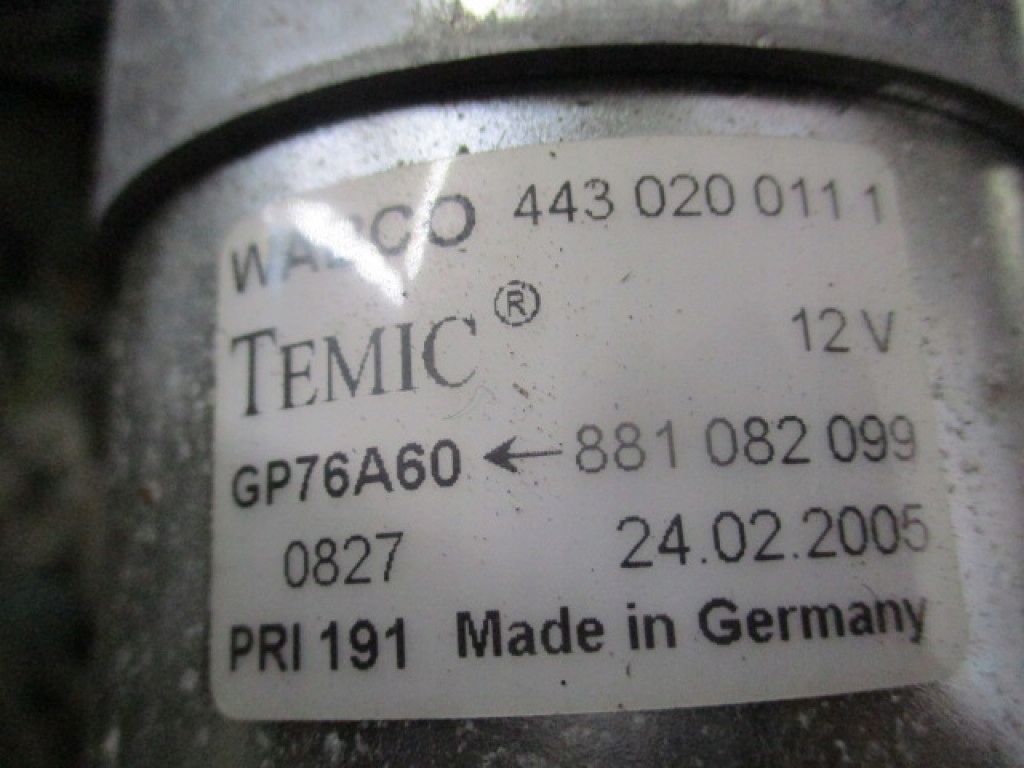 WABCO 443 020 011 1
TEMIC ® 12 V
GP76A60 ← 881 082 099
0827 24.02.2005
PRI 191 Made in Germany